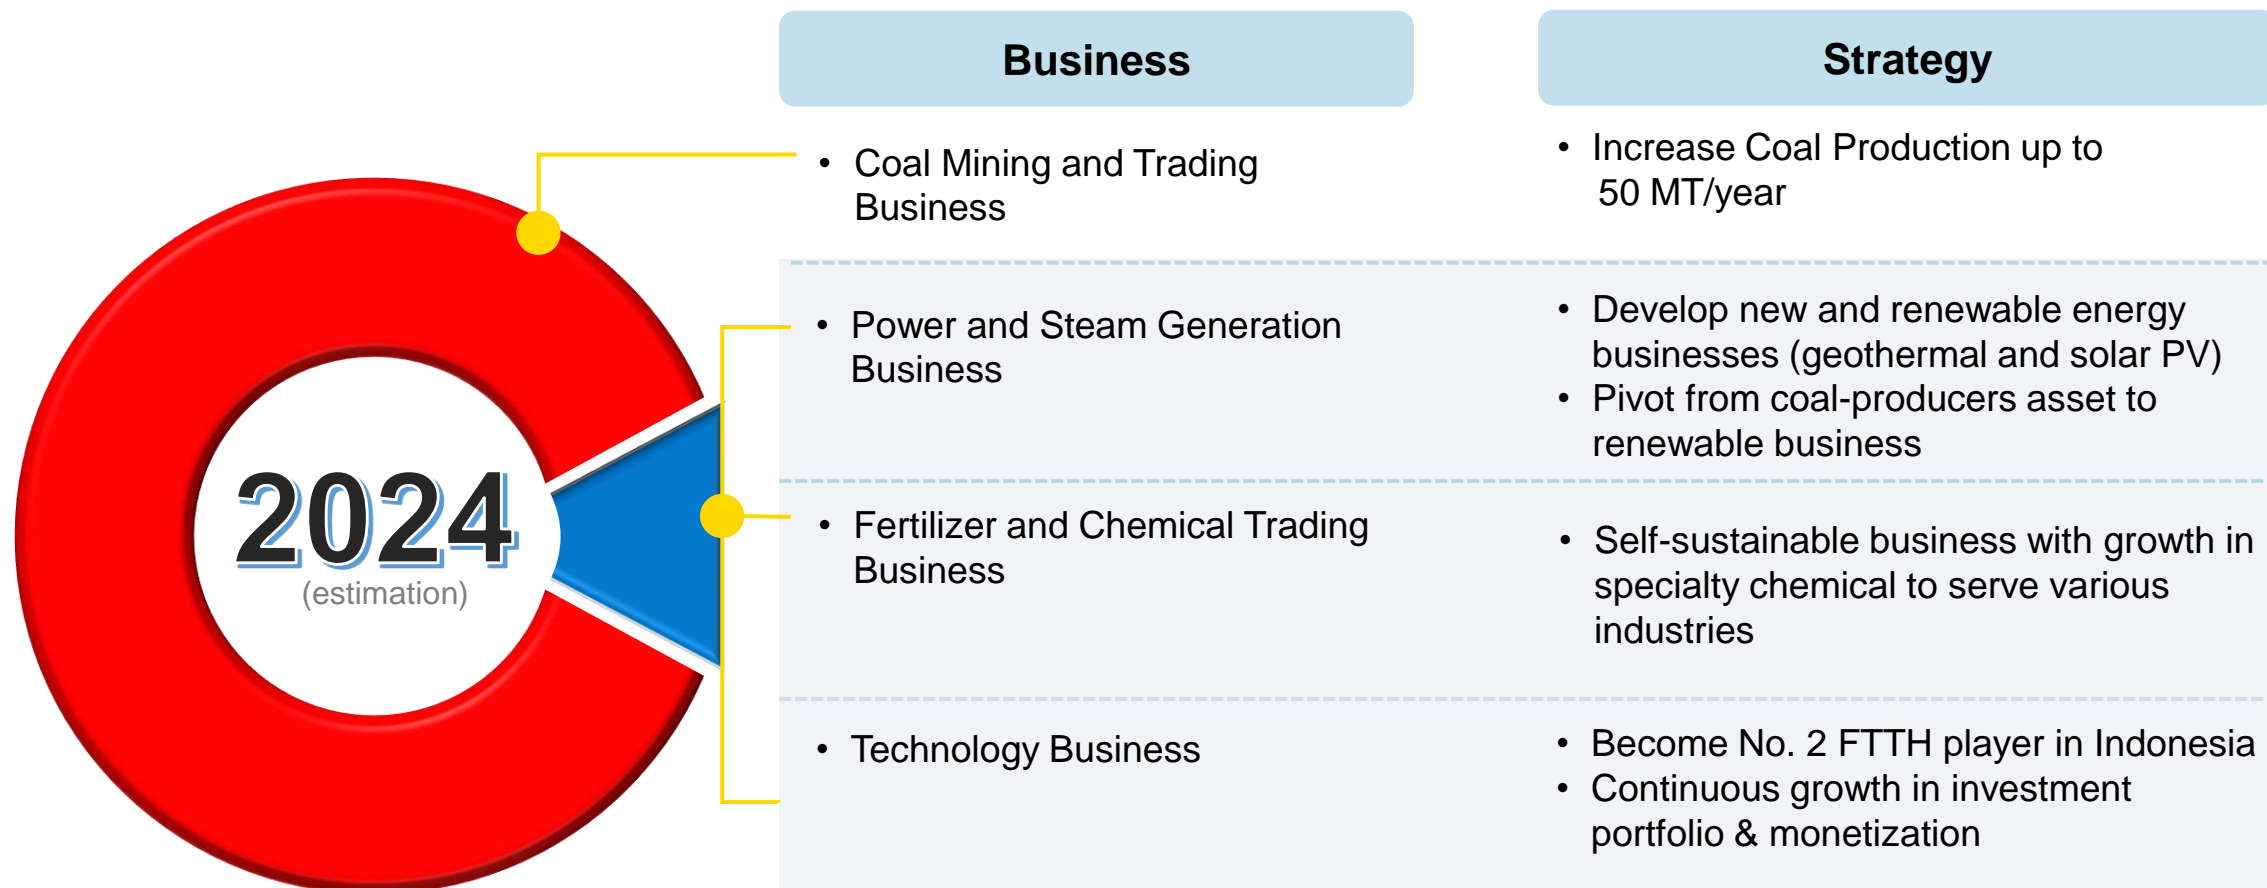 Business
Strategy
• Coal Mining and Trading
Business
• Increase Coal Production up to
50 MT/year
• Power and Steam Generation
Business
• Develop new and renewable energy
businesses (geothermal and solar PV)
• Pivot from coal-producers asset to
renewable business
2024
(estimation)
• Fertilizer and Chemical Trading
Business
• Self-sustainable business with growth in
specialty chemical to serve various
industries
• Technology Business
• Become No. 2 FTTH player in Indonesia
• Continuous growth in investment
portfolio & monetization